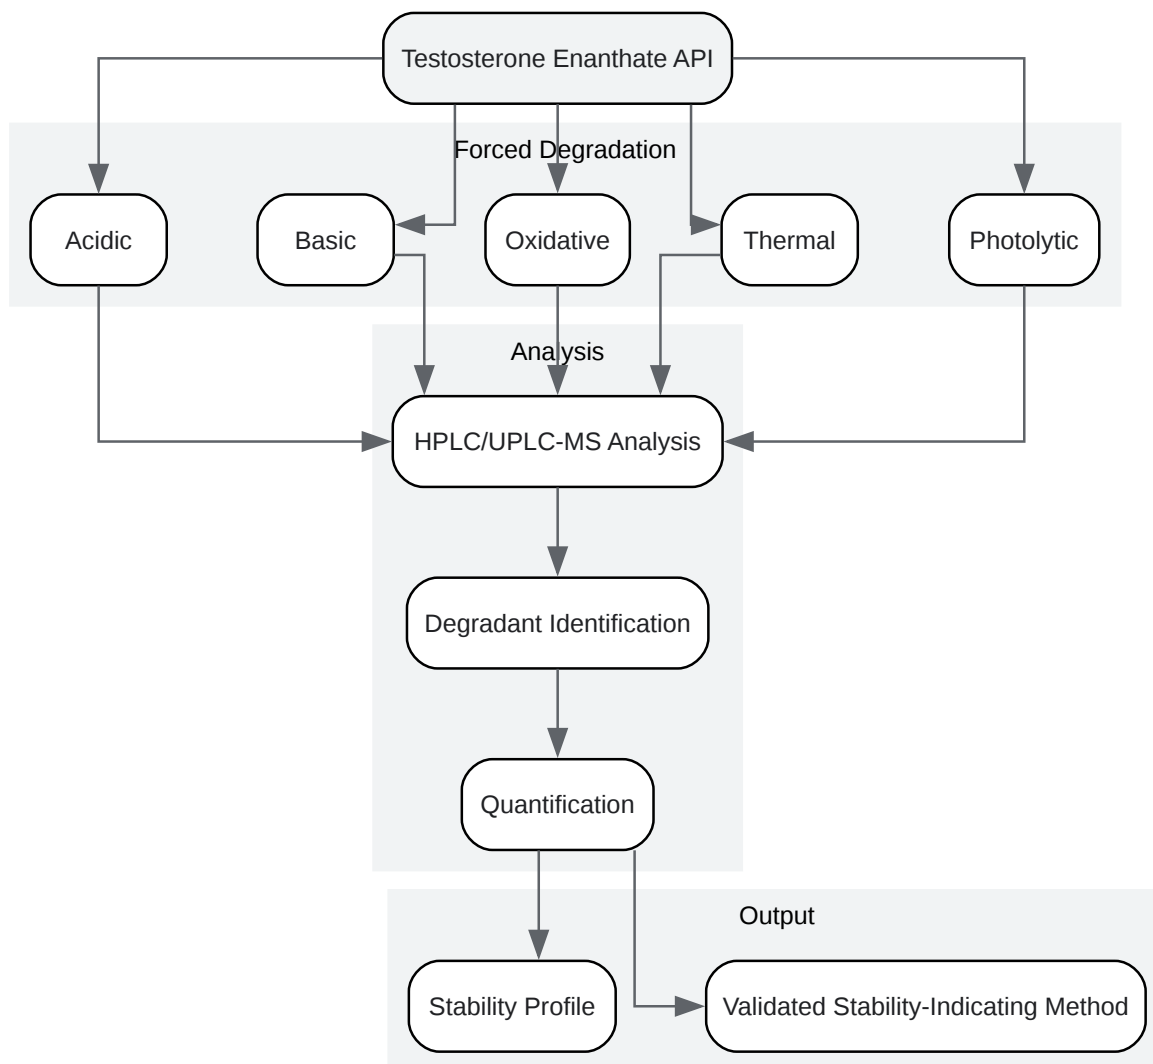 Testosterone Enanthate API
Forced Degradation
Acidic
Basic
Oxidative
Thermal
Photolytic
Analysis
HPLC/UPLC-MS Analysis
Degradant Identification
Quantification
Output
Stability Profile
Validated Stability-Indicating Method